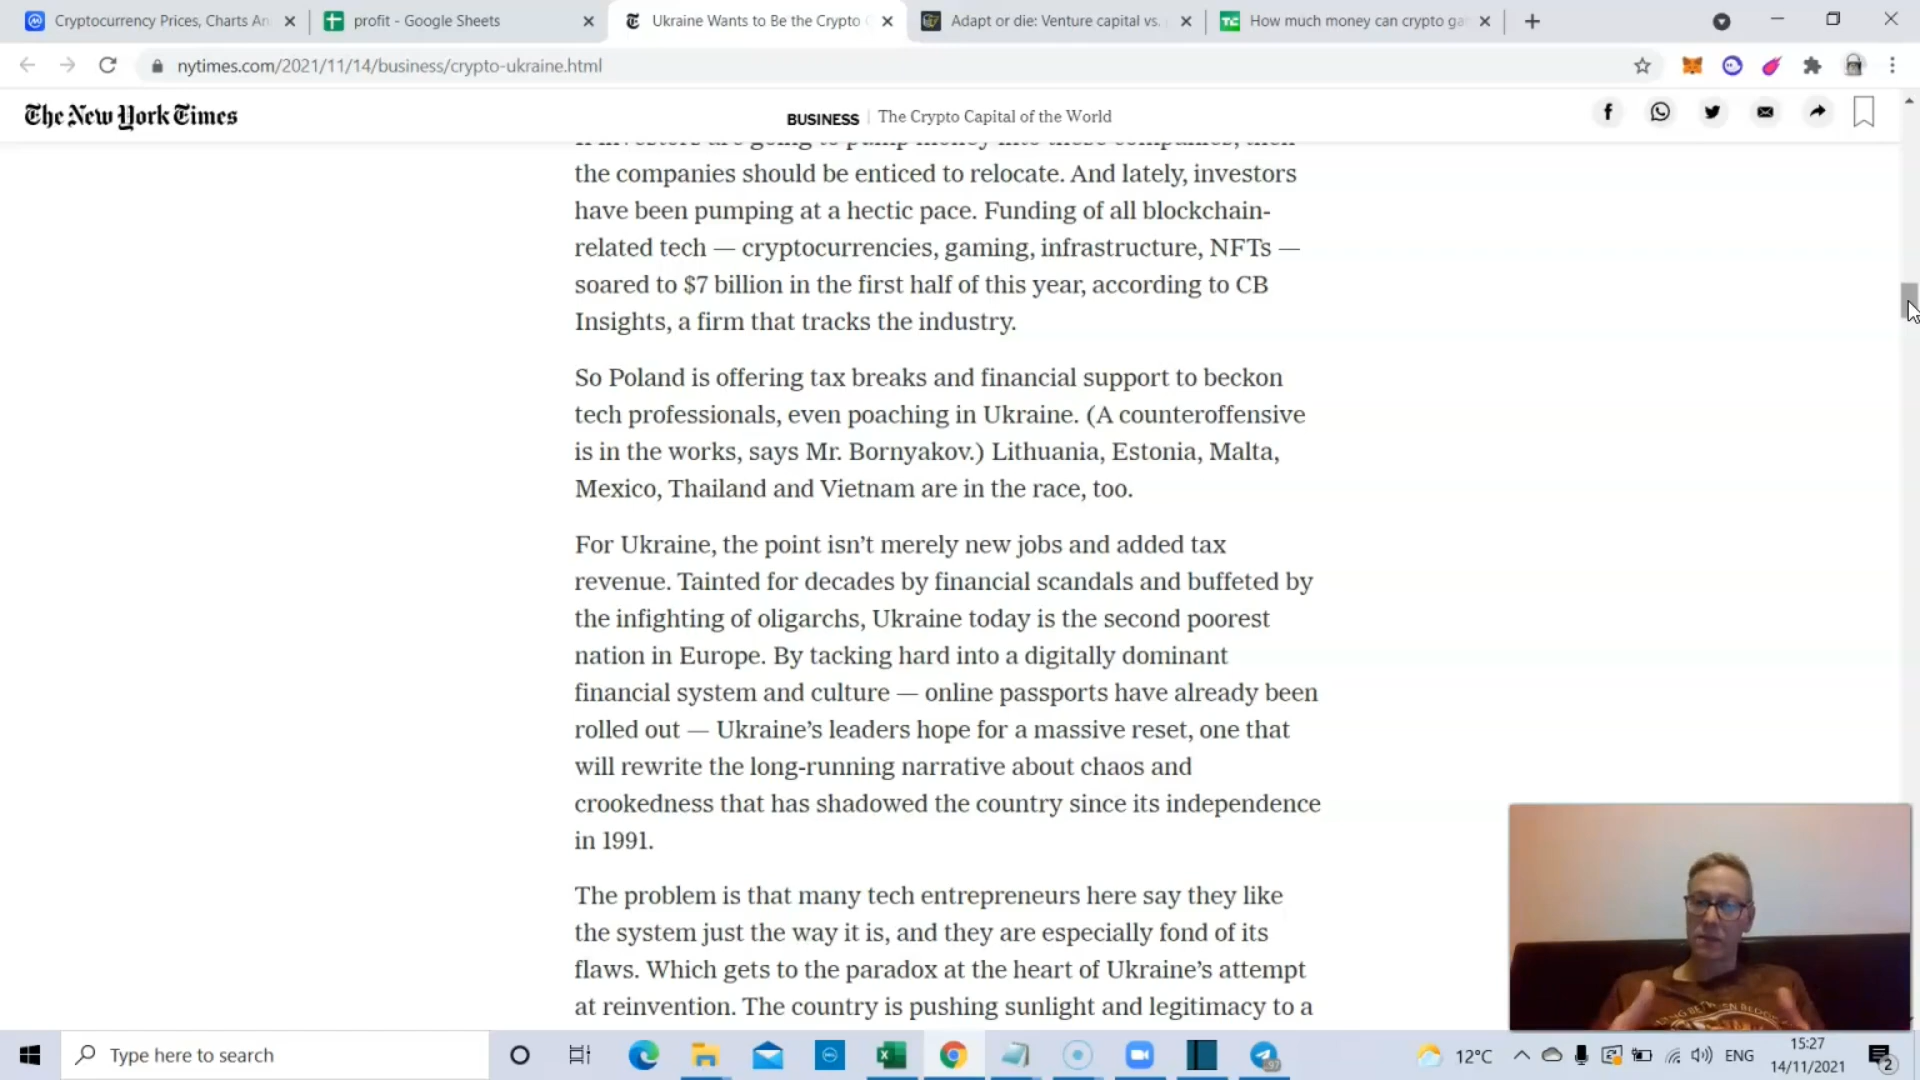 Cryptocurrency Prices, Charts An
profit - Google Sheets
Ukraine Wants to Be the Crypto C
Adapt or die: Venture capital vs.
TC
How much money can crypto ga
nytimes.com/2021/11/14/business/crypto-ukraine.html
The New York Times
BUSINESS | The Crypto Capital of the World
If investors are going to pump money into these companies, then
the companies should be enticed to relocate. And lately, investors
have been pumping at a hectic pace. Funding of all blockchain-
related tech — cryptocurrencies, gaming, infrastructure, NFTs —
soared to $7 billion in the first half of this year, according to CB
Insights, a firm that tracks the industry.
So Poland is offering tax breaks and financial support to beckon
tech professionals, even poaching in Ukraine. (A counteroffensive
is in the works, says Mr. Bornyakov.) Lithuania, Estonia, Malta,
Mexico, Thailand and Vietnam are in the race, too.
For Ukraine, the point isn’t merely new jobs and added tax
revenue. Tainted for decades by financial scandals and buffeted by
the infighting of oligarchs, Ukraine today is the second poorest
nation in Europe. By tacking hard into a digitally dominant
financial system and culture — online passports have already been
rolled out — Ukraine’s leaders hope for a massive reset, one that
will rewrite the long-running narrative about chaos and
crookedness that has shadowed the country since its independence
in 1991.
The problem is that many tech entrepreneurs here say they like
the system just the way it is, and they are especially fond of its
flaws. Which gets to the paradox at the heart of Ukraine’s attempt
at reinvention. The country is pushing sunlight and legitimacy to a
Type here to search
12°C
ENG
15:27
14/11/2021
2